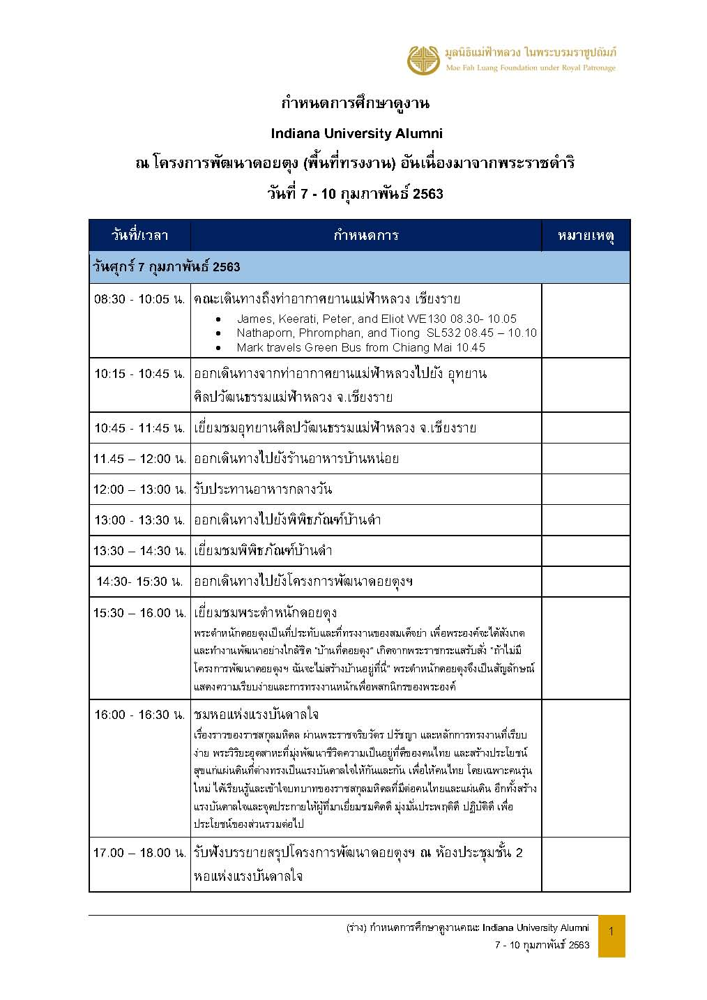 มูลนิธิแม่ฟ้าหลวง ในพระบรมราชูปถัมภ์
Mae Fah Luang Foundation under Royal Patronage
กำหนดการศึกษาดูงาน
Indiana University Alumni
ณ โครงการพัฒนาดอยตุง (พื้นที่ทรงงาน) อันเนื่องมาจากพระราชดำริ
วันที่ 7 - 10 กุมภาพันธ์ 2563
วันที่/เวลา กำหนดการ หมายเหตุ
วันศุกร์ 7 กุมภาพันธ์ 2563
08:30 - 10:05 น. คณะเดินทางถึงท่าอากาศยานแม่ฟ้าหลวง เชียงราย
• James, Keerati, Peter, and Eliot WE130 08.30- 10.05
• Nathaporn, Phromphan, and Tiong SL532 08.45 – 10.10
• Mark travels Green Bus from Chiang Mai 10.45
10:15 - 10:45 น. ออกเดินทางจากท่าอากาศยานแม่ฟ้าหลวงไปยัง อุทยาน
ศิลปวัฒนธรรมแม่ฟ้าหลวง จ.เชียงราย
10:45 - 11:45 น. เยี่ยมชมอุทยานศิลปวัฒนธรรมแม่ฟ้าหลวง จ.เชียงราย
11.45 – 12:00 น. ออกเดินทางไปยังร้านอาหารบ้านหน่อย
12:00 – 13:00 น. รับประทานอาหารกลางวัน
13:00 - 13:30 น. ออกเดินทางไปยังพิพิธภัณฑ์บ้านดำ
13:30 – 14:30 น. เยี่ยมชมพิพิธภัณฑ์บ้านดำ
14:30- 15:30 น. ออกเดินทางไปยังโครงการพัฒนาดอยตุงฯ
15:30 – 16.00 น. เยี่ยมชมพระตำหนักดอยตุง
พระตำหนักดอยตุงเป็นที่ประทับและที่ทรงงานของสมเด็จย่า เพื่อพระองค์จะได้สังเกต
และทำงานพัฒนาอย่างใกล้ชิด "บ้านที่ดอยตุง" เกิดจากพระราชกระแสรับสั่ง "ถ้าไม่มี
โครงการพัฒนาดอยตุงฯ ฉันจะไม่สร้างบ้านอยู่ที่นี่" พระตำหนักดอยตุงจึงเป็นสัญลักษณ์
แสดงความเรียบง่ายและการทรงงานหนักเพื่อพสกนิกรของพระองค์
16:00 - 16:30 น. ชมหอแห่งแรงบันดาลใจ
เรื่องราวของราชสกุลมหิดล ผ่านพระราชจริยวัตร ปรัชญา และหลักการทรงงานที่เรียบ
ง่าย พระวิริยะอุตสาหะที่มุ่งพัฒนาชีวิตความเป็นอยู่ที่ดีของคนไทย และสร้างประโยชน์
สุขแก่แผ่นดินที่ต่างทรงเป็นแรงบันดาลใจให้กันและกัน เพื่อให้คนไทย โดยเฉพาะคนรุ่น
ใหม่ ได้เรียนรู้และเข้าใจบทบาทของราชสกุลมหิดลที่มีต่อคนไทยและแผ่นดิน อีกทั้งสร้าง
แรงบันดาลใจและจุดประกายให้ผู้ที่มาเยี่ยมชมคิดดี มุ่งมั่นประพฤติดี ปฏิบัติดี เพื่อ
ประโยชน์ของส่วนรวมต่อไป
17.00 – 18.00 น. รับฟังบรรยายสรุปโครงการพัฒนาดอยตุงฯ ณ ห้องประชุมชั้น 2
หอแห่งแรงบันดาลใจ
(ร่าง) กำหนดการศึกษาดูงานคณะ Indiana University Alumni
7 - 10 กุมภาพันธ์ 2563
1